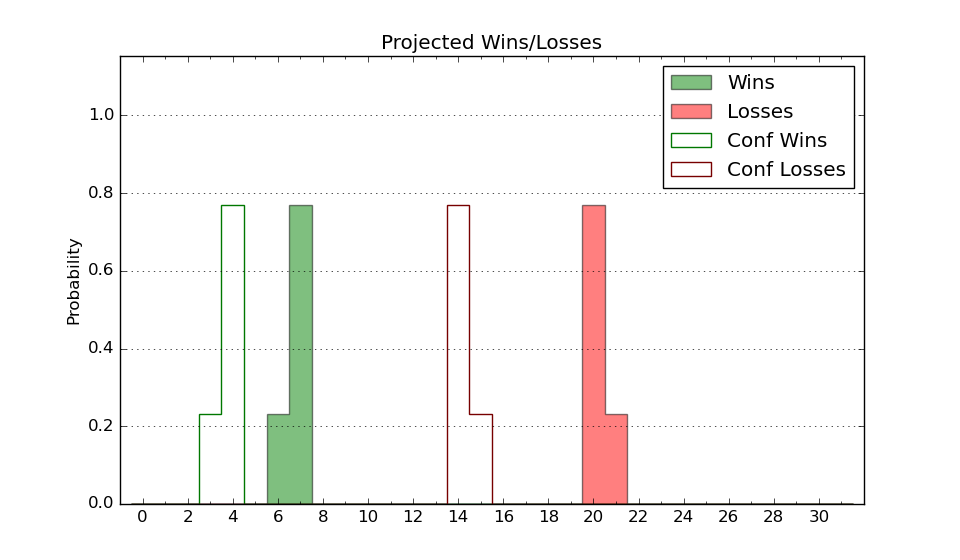 Projected Wins/Losses
Wins
Losses
Conf Wins
Conf Losses
Probability
1.0
0.8
0.6
0.4
0.2
0.0
0 2 4 6 8 10 12 14 16 18 20 22 24 26 28 30